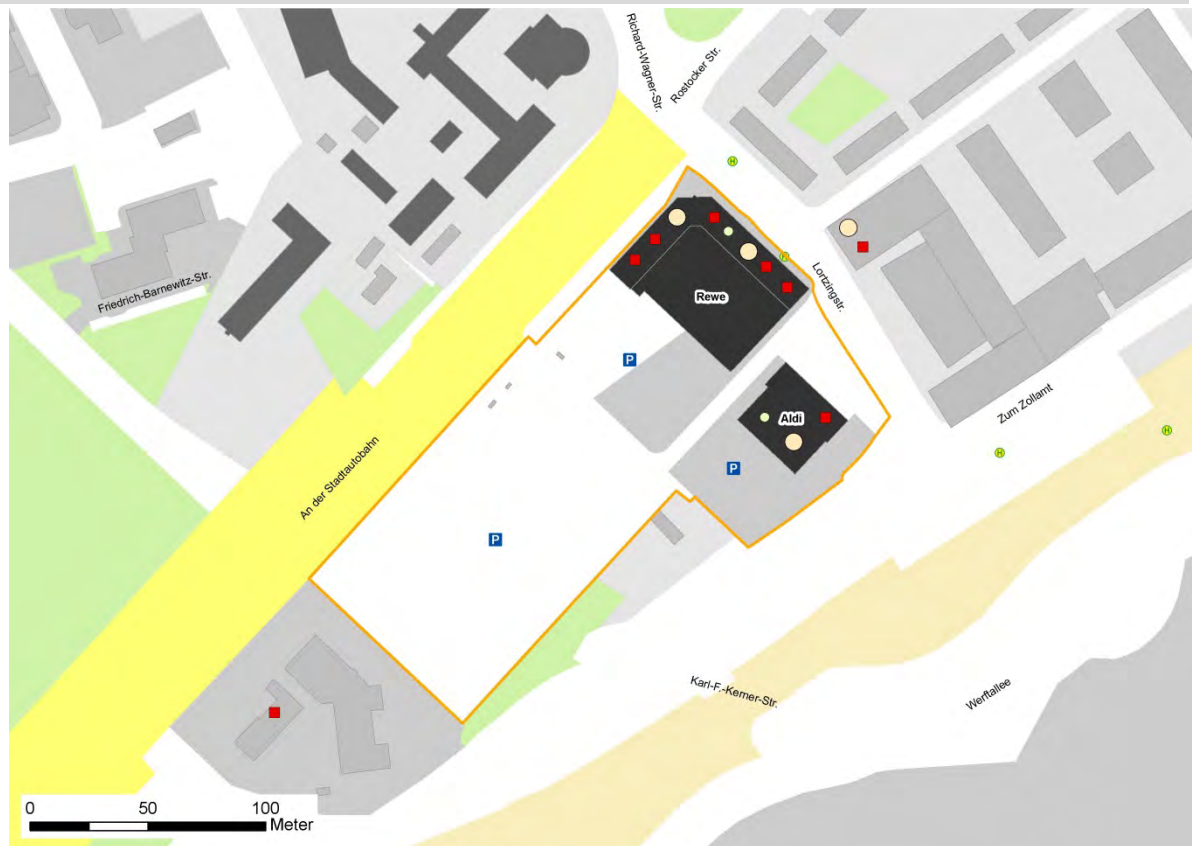 Richard-Wagner-Str.
Rostocker Str.
H
H
Lortzingstr.
Friedrich-Barnewitz-Str.
Rewe
P
Aldi
Zum Zollamt
H
H
P
An der Stadtautobahn
P
Karl-F.-Kerner-Str.
Werftallee
0 50 100
Meter